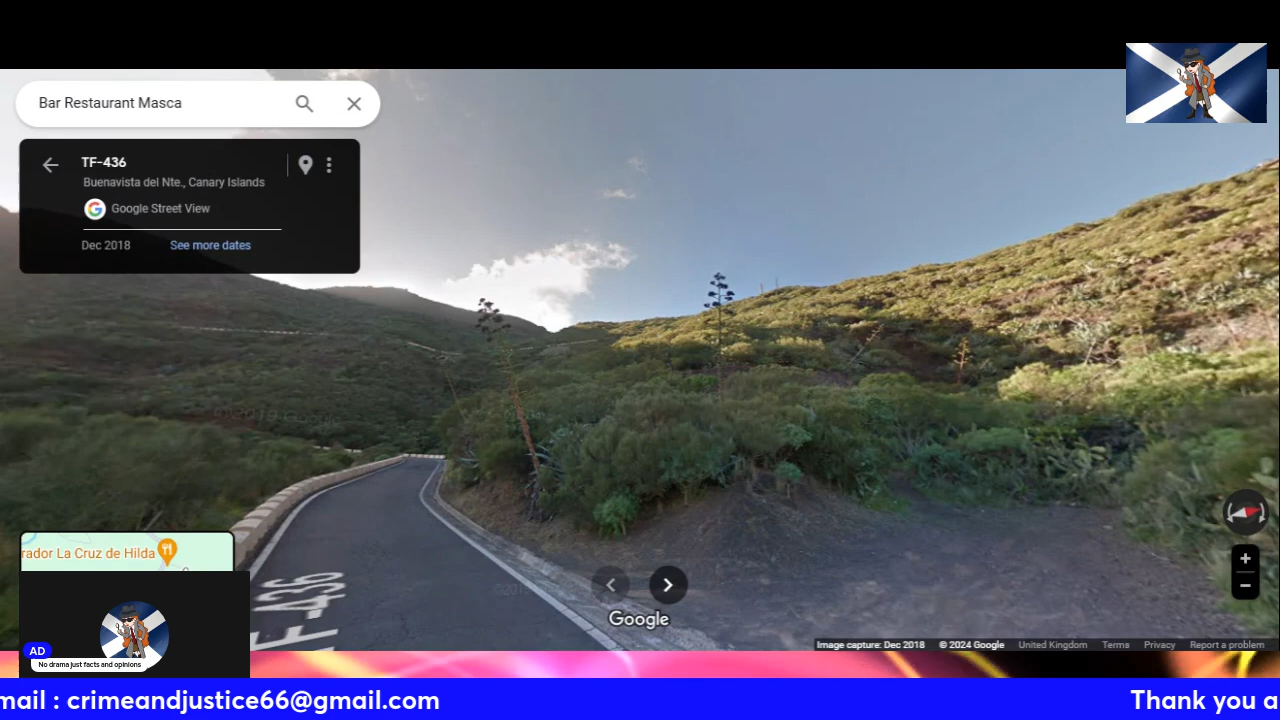 Bar Restaurant Masca
TF-436
Buenavista del Nte., Canary Islands
Google Street View
Dec 2018 See more dates
© 2019 Google
rador La Cruz de Hilda
TF-436
Google
Image capture: Dec 2018 © 2024 Google United Kingdom Terms Privacy Report a problem
AD
No drama just facts and opinions
mail : crimeandjustice66@gmail.com
Thank you a